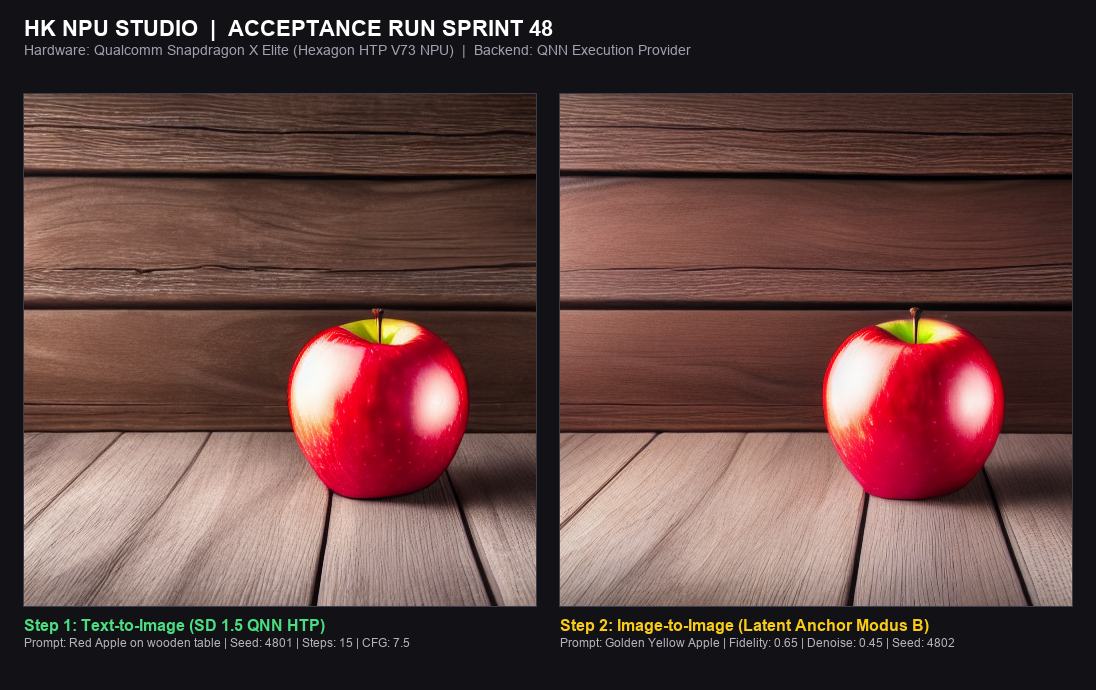 HK NPU STUDIO | ACCEPTANCE RUN SPRINT 48
Hardware: Qualcomm Snapdragon X Elite (Hexagon HTP V73 NPU) | Backend: QNN Execution Provider
Step 1: Text-to-Image (SD 1.5 QNN HTP)
Prompt: Red Apple on wooden table | Seed: 4801 | Steps: 15 | CFG: 7.5
Step 2: Image-to-Image (Latent Anchor Modus B)
Prompt: Golden Yellow Apple | Fidelity: 0.65 | Denoise: 0.45 | Seed: 4802